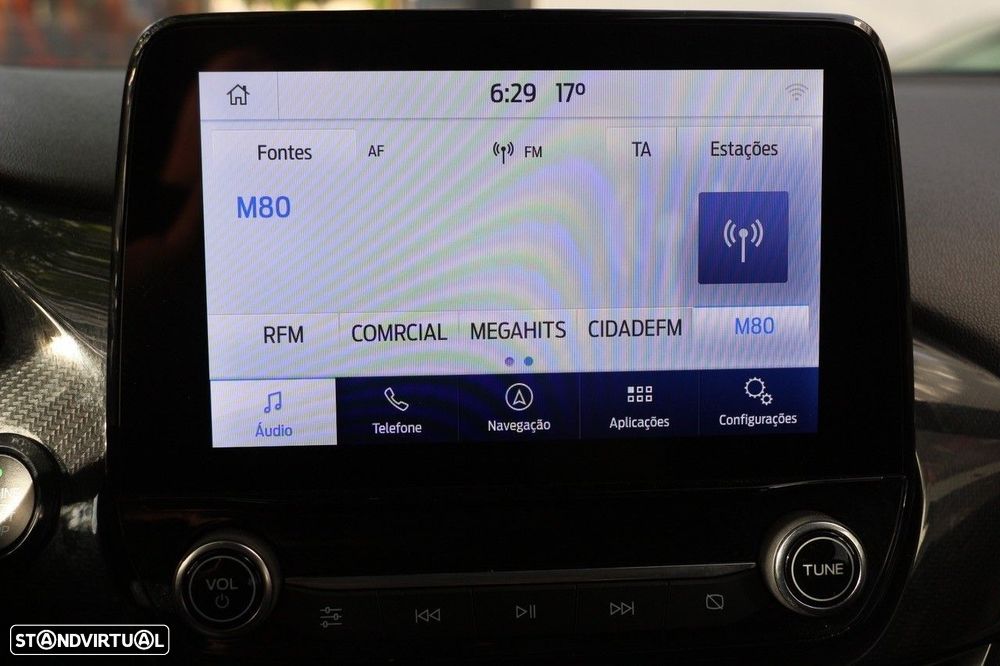 6:29 17º
Fontes AF FM TA Estações
M80
RFM COMRCIAL MEGAHITS CIDADEFM M80
Áudio Telefone Navegação Aplicações Configurações
VOL TUNE
STANDVIRTUAL